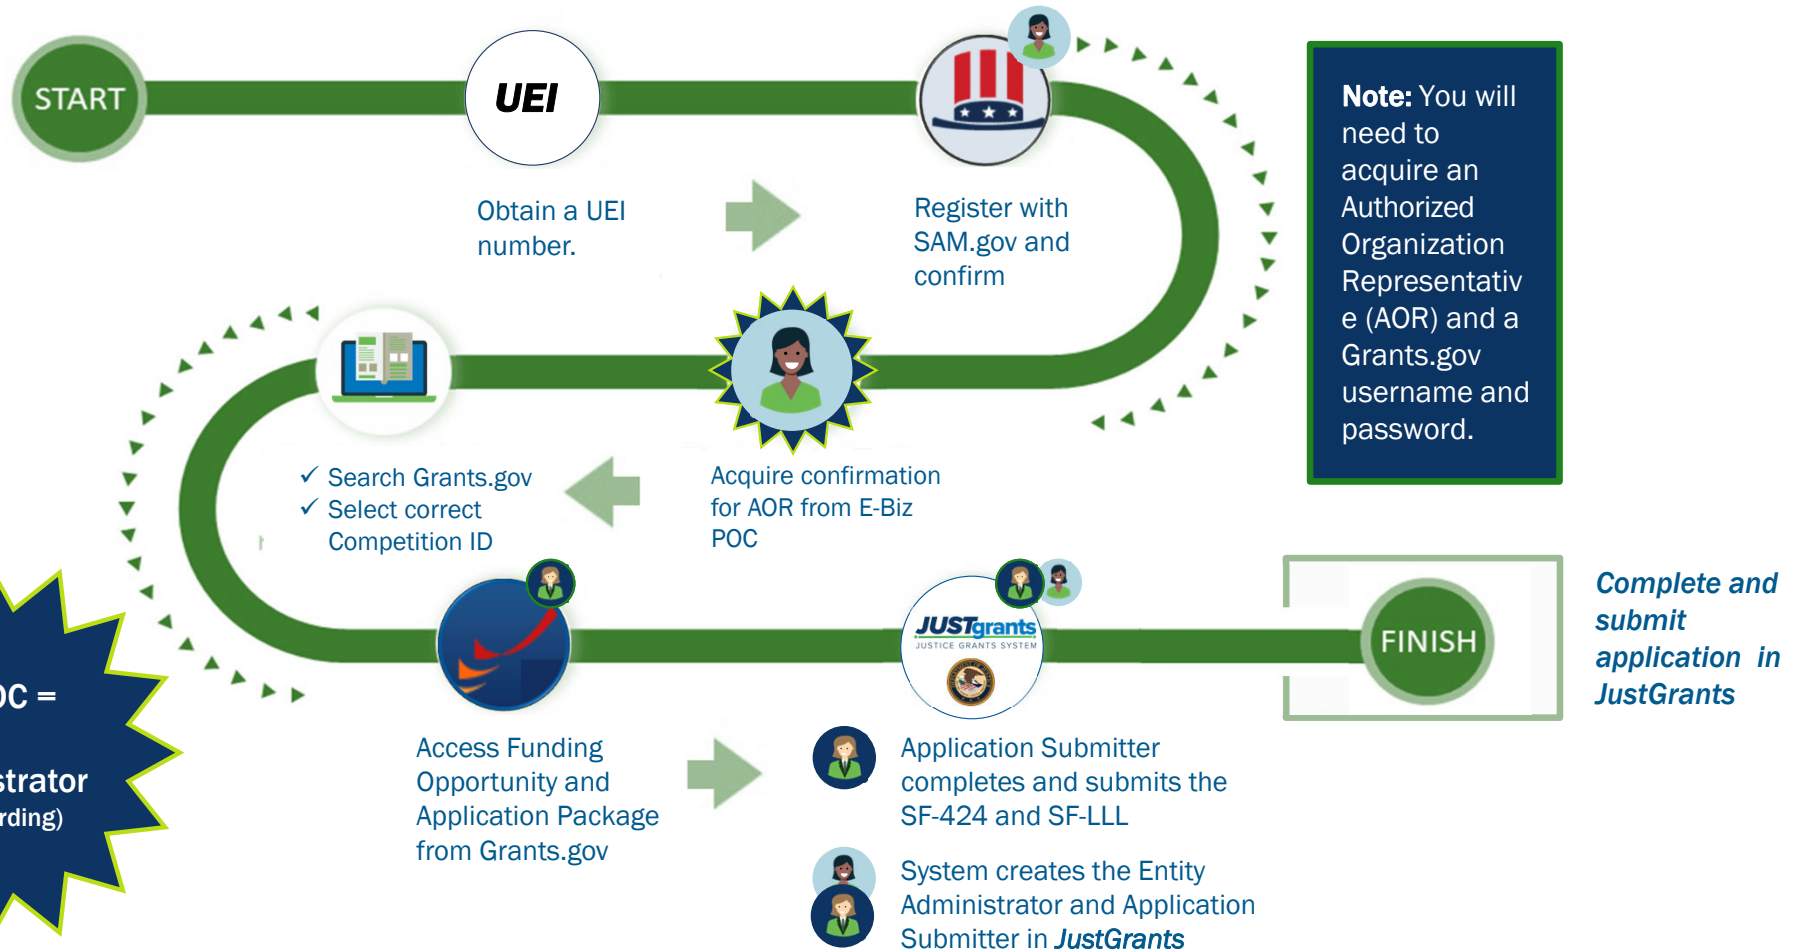 START
UEI
Obtain a UEI
number.
Register with
SAM.gov and
confirm
Note: You will
need to
acquire an
Authorized
Organization
Representativ
e (AOR) and a
Grants.gov
username and
password.
✓ Search Grants.gov
✓ Select correct
Competition ID
Acquire confirmation
for AOR from E-Biz
POC
OC =
strator
rding)
Access Funding
Opportunity and
Application Package
from Grants.gov
JUSTgrants
JUSTICE GRANTS SYSTEM
Application Submitter
completes and submits the
SF-424 and SF-LLL
System creates the Entity
Administrator and Application
Submitter in JustGrants
FINISH
Complete and
submit
application in
JustGrants